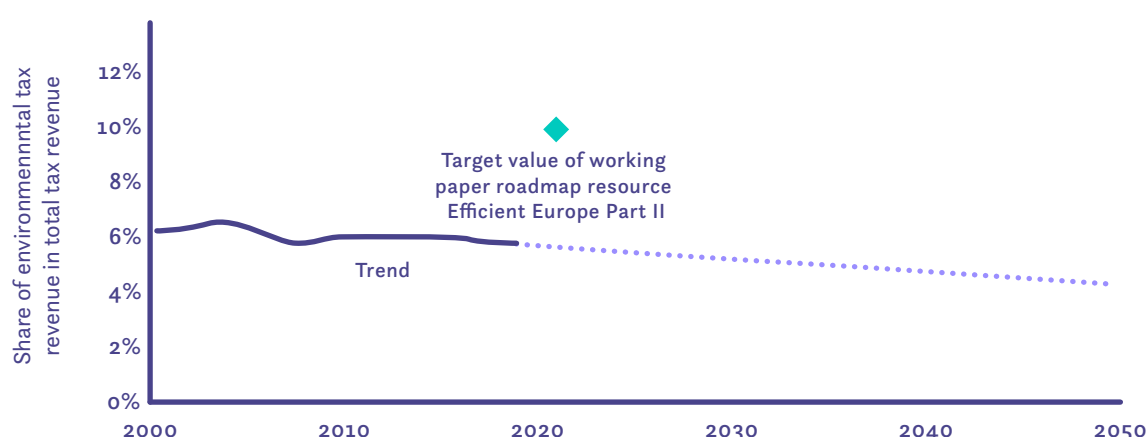 Share of environmennntal tax
revenue in total tax revenue
12%
10%
8%
6%
4%
2%
0%
Target value of working
paper roadmap resource
Efficient Europe Part II
Trend
2000
2010
2020
2030
2040
2050